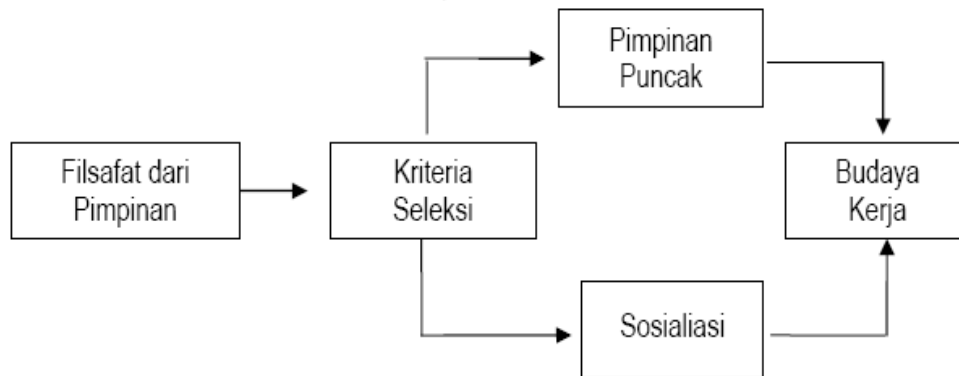 Pimpinan
Puncak
Filsafat dari
Pimpinan
Kriteria
Seleksi
Budaya
Kerja
Sosialiasi